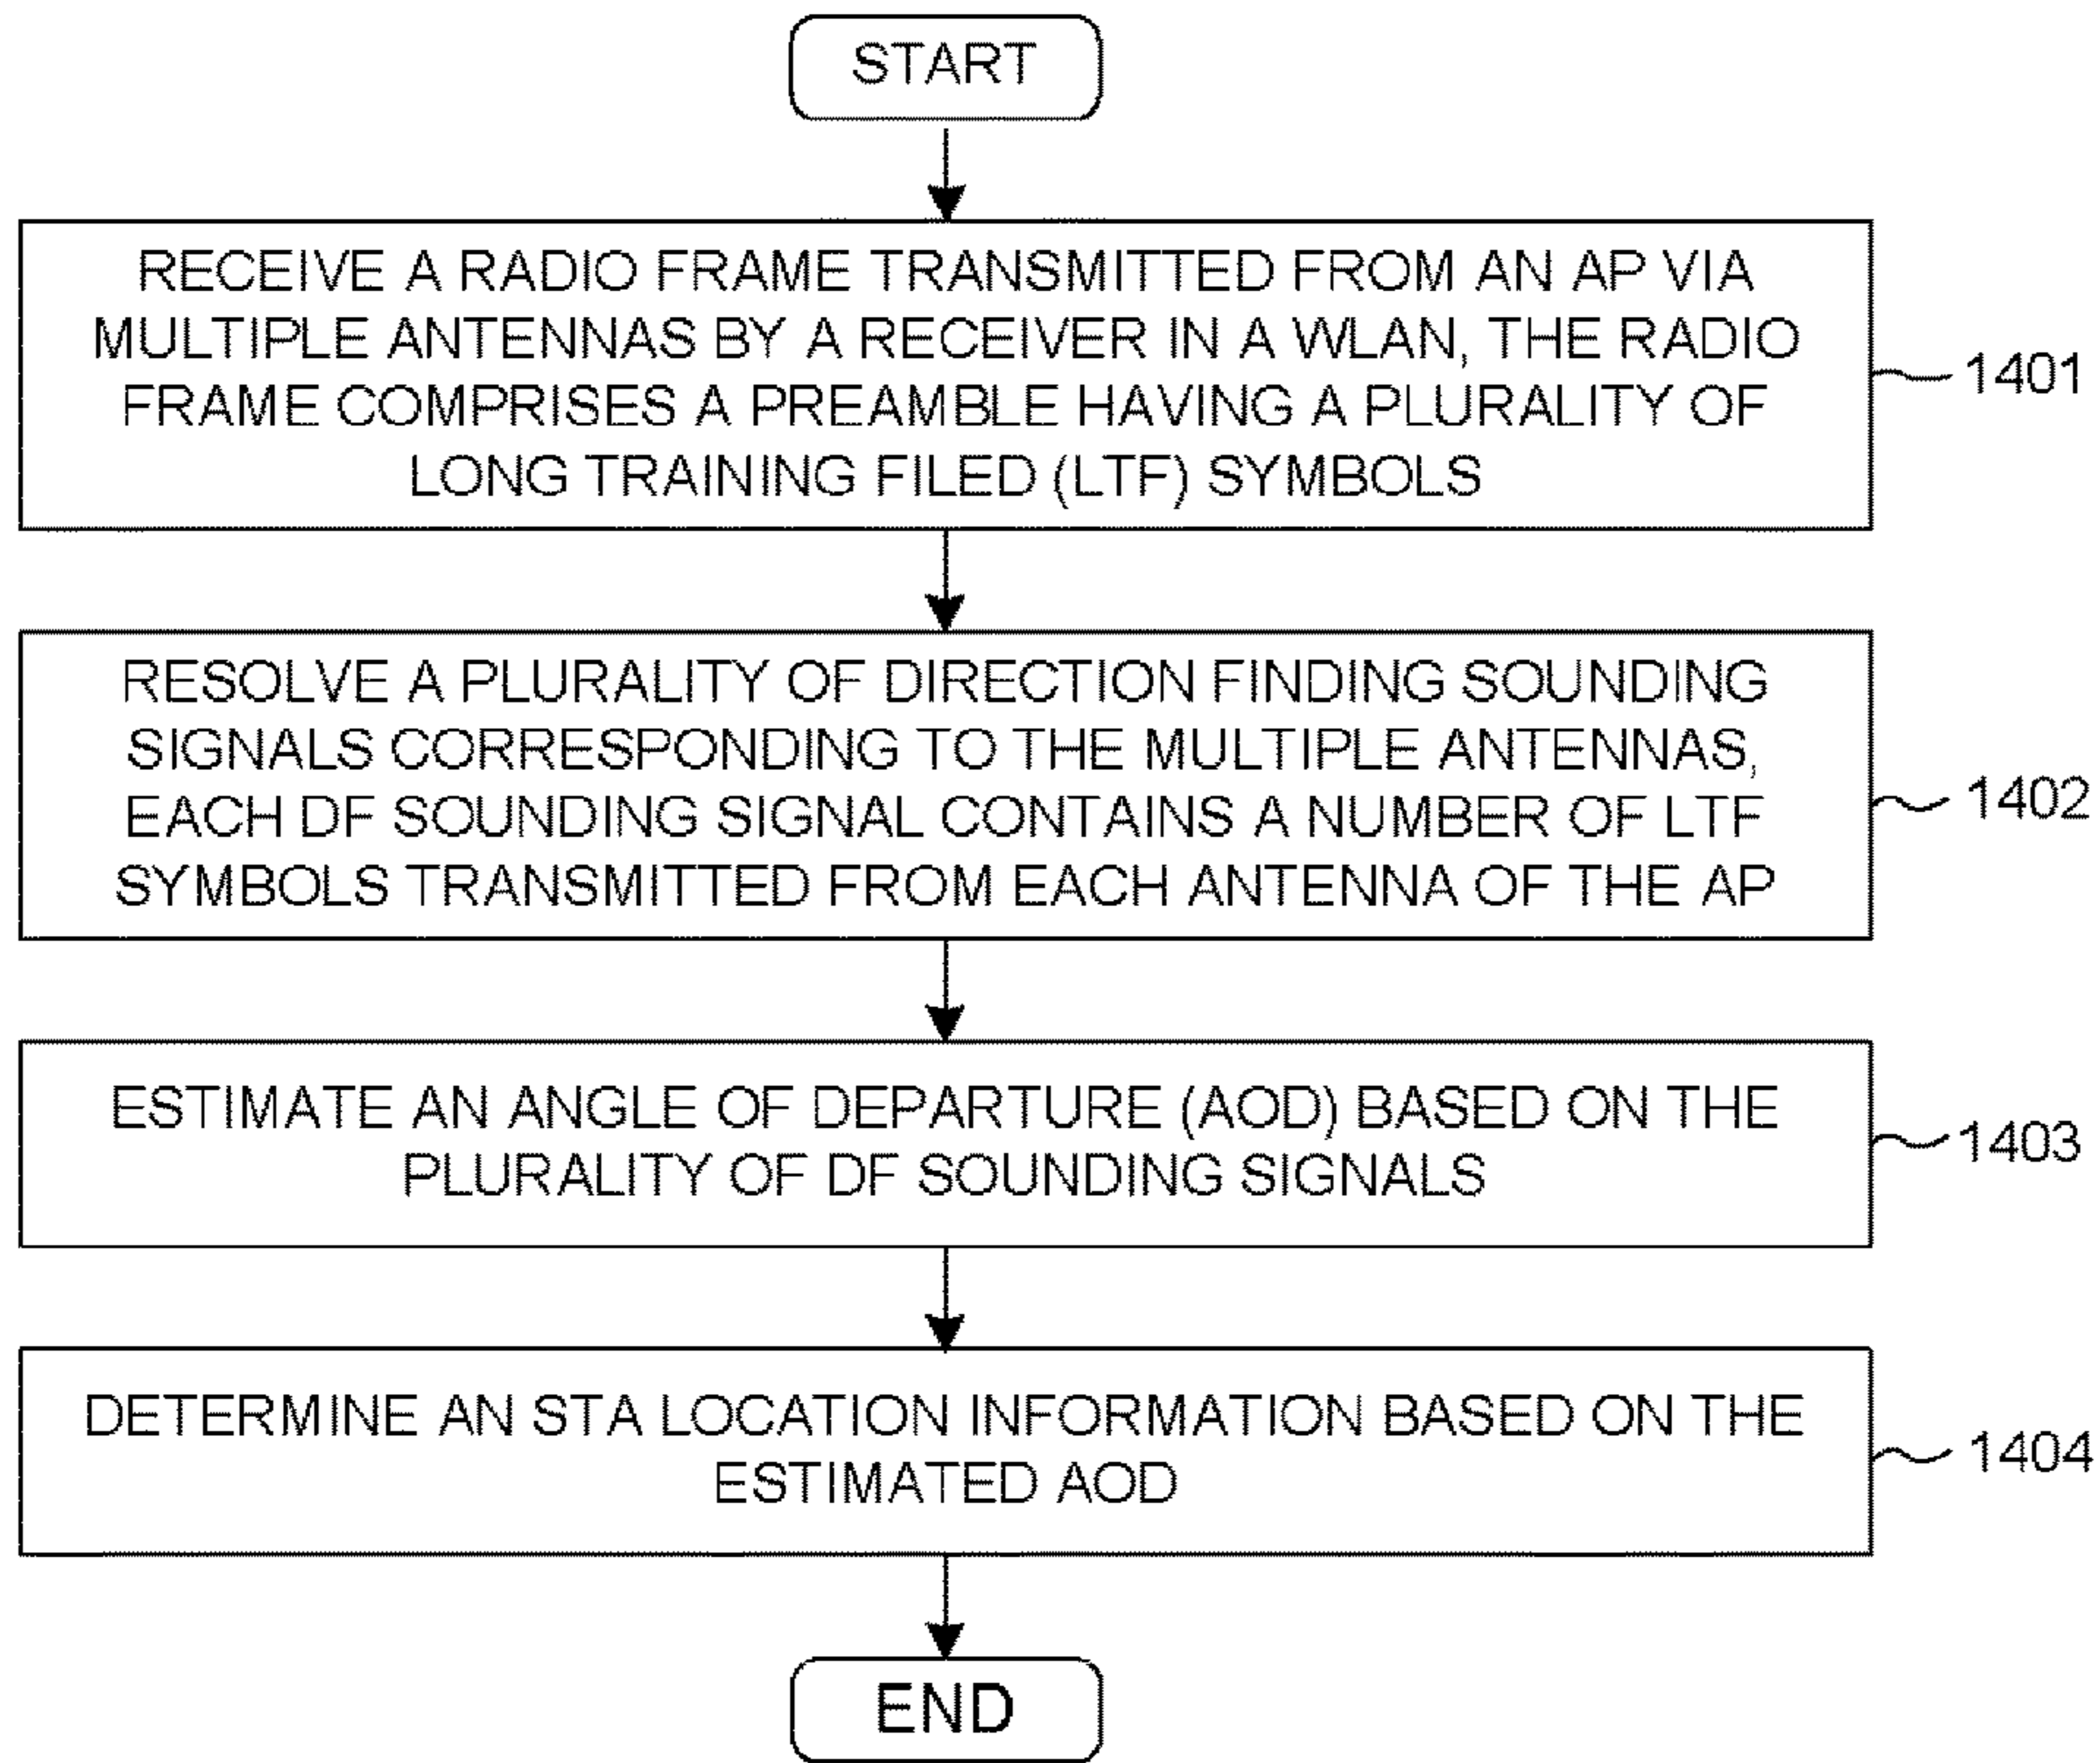 START
RECEIVE A RADIO FRAME TRANSMITTED FROM AN AP VIA
MULTIPLE ANTENNAS BY A RECEIVER IN A WLAN, THE RADIO
FRAME COMPRISES A PREAMBLE HAVING A PLURALITY OF
LONG TRAINING FILED (LTF) SYMBOLS
1401
RESOLVE A PLURALITY OF DIRECTION FINDING SOUNDING
SIGNALS CORRESPONDING TO THE MULTIPLE ANTENNAS,
EACH DF SOUNDING SIGNAL CONTAINS A NUMBER OF LTF
SYMBOLS TRANSMITTED FROM EACH ANTENNA OF THE AP
1402
ESTIMATE AN ANGLE OF DEPARTURE (AOD) BASED ON THE
PLURALITY OF DF SOUNDING SIGNALS
1403
DETERMINE AN STA LOCATION INFORMATION BASED ON THE
ESTIMATED AOD
1404
END